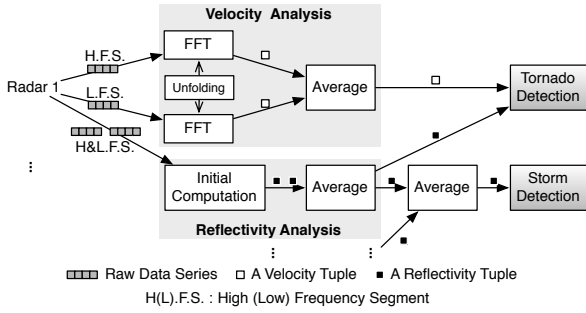 Velocity Analysis
H.F.S.
FFT
Radar 1
L.F.S.
Unfolding
Average
Tornado
Detection
FFT
H&L.F.S.
Initial
Computation
Average
Average
Storm
Detection
Reflectivity Analysis
Raw Data Series
A Velocity Tuple
A Reflectivity Tuple
H(L).F.S. : High (Low) Frequency Segment